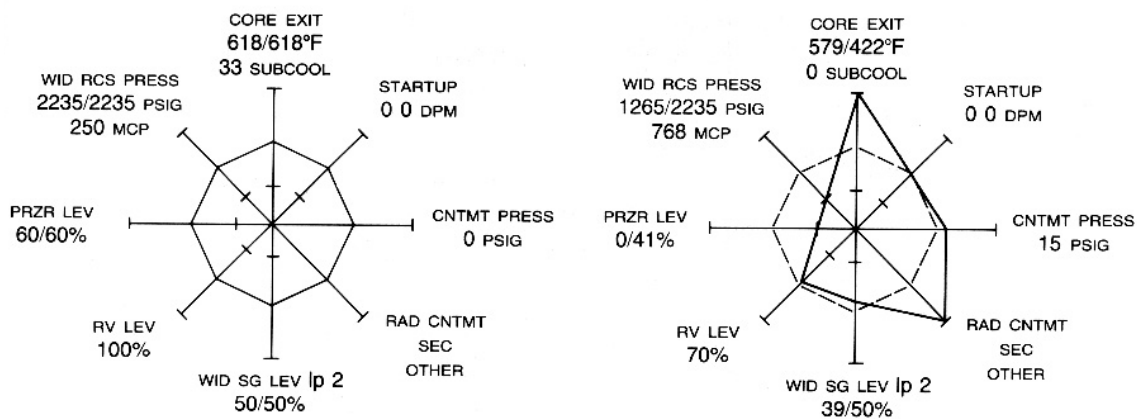 CORE EXIT
618/618°F
33 SUBCOOL
STARTUP
0 0 DPM
WID RCS PRESS
2235/2235 PSIG
250 MCP
PRZR LEV
60/60%
CNTMT PRESS
0 PSIG
RV LEV
100%
RAD CNTMT
SEC
OTHER
WID SG LEV lp 2
50/50%
CORE EXIT
579/422°F
0 SUBCOOL
STARTUP
0 0 DPM
WID RCS PRESS
1265/2235 PSIG
768 MCP
PRZR LEV
0/41%
CNTMT PRESS
15 PSIG
RV LEV
70%
RAD CNTMT
SEC
OTHER
WID SG LEV lp 2
39/50%